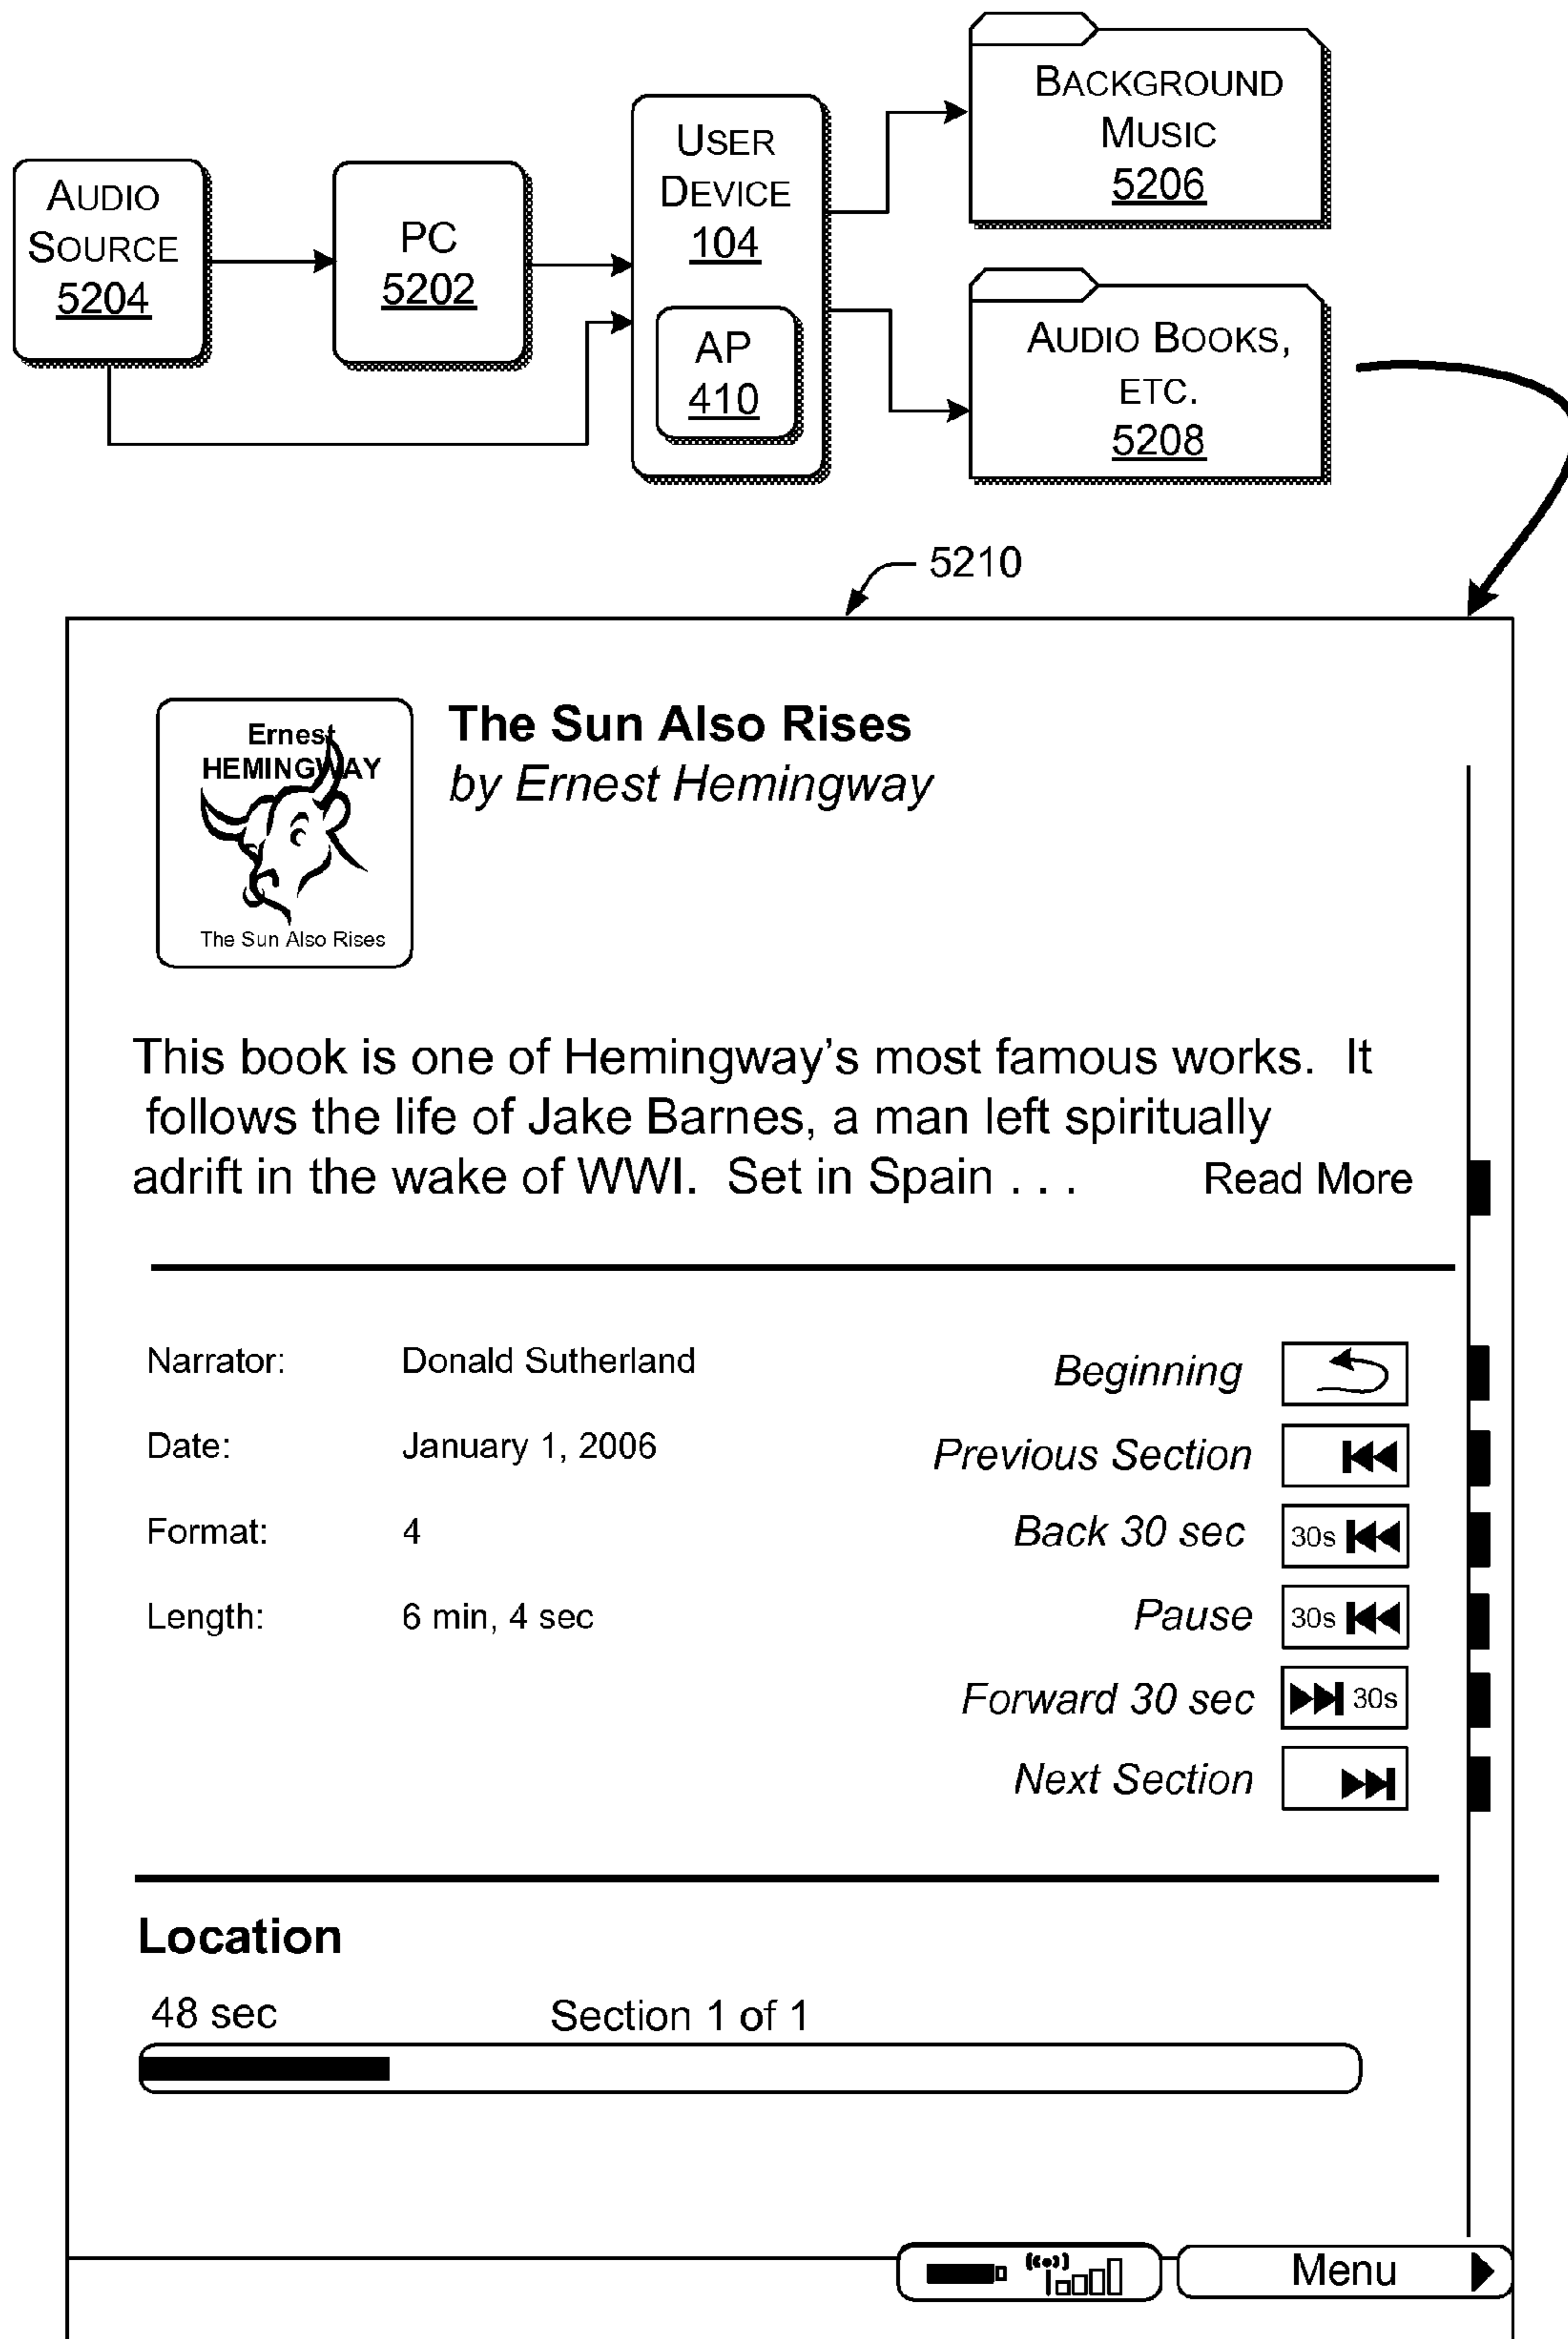 AUDIO
SOURCE
5204
PC
5202
USER
DEVICE
104
AP
410
BACKGROUND
MUSIC
5206
AUDIO BOOKS,
ETC.
5208
5210
Ernest
HEMINGWAY
The Sun Also Rises
The Sun Also Rises
by Ernest Hemingway
This book is one of Hemingway's most famous works. It
follows the life of Jake Barnes, a man left spiritually
adrift in the wake of WWI. Set in Spain . . . Read More
Narrator: Donald Sutherland
Date: January 1, 2006
Format: 4
Length: 6 min, 4 sec
Beginning
Previous Section
Back 30 sec 30s
Pause 30s
Forward 30 sec 30s
Next Section
Location
48 sec Section 1 of 1
Menu